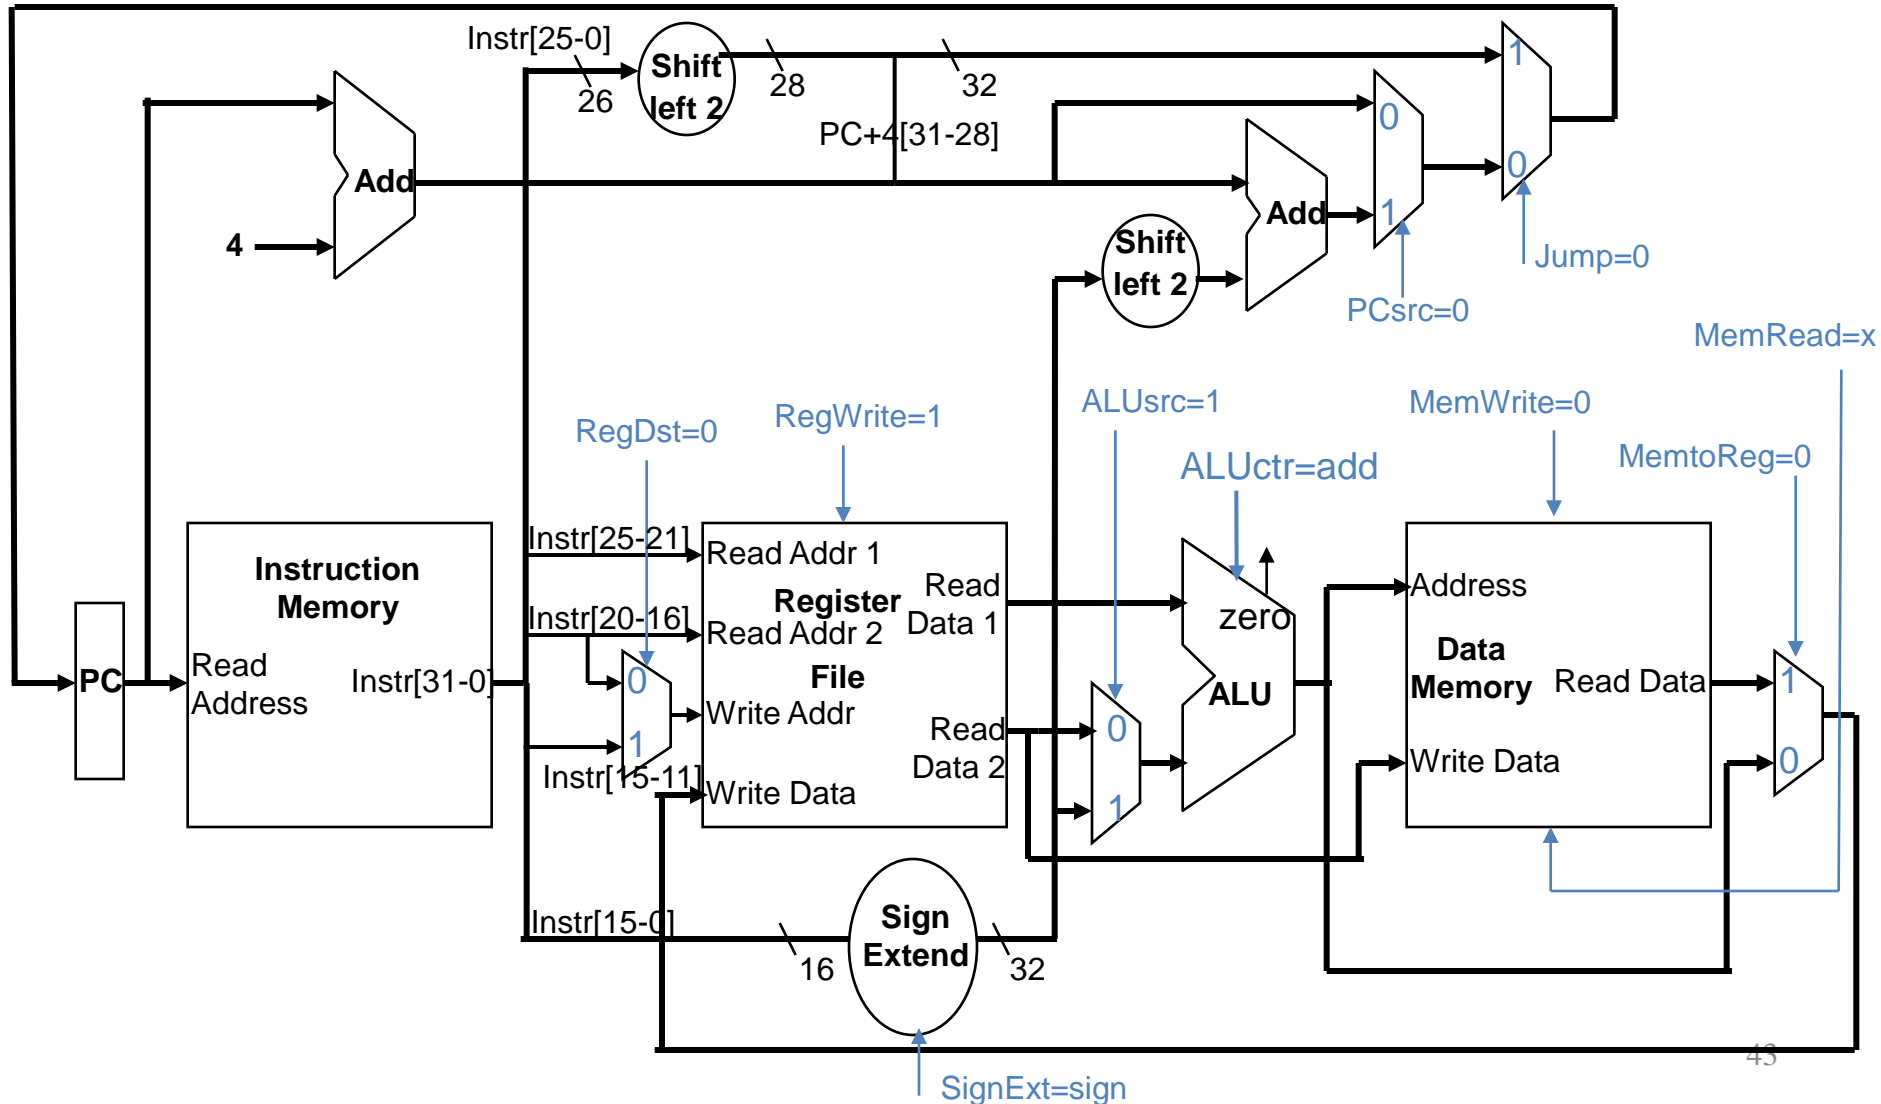 Instr[25-0]
26
Shift
left 2
28
32
1
0
PC+4[31-28]
Add
4
0
1
Add
Shift
left 2
Jump=0
PCsrc=0
MemRead=x
RegDst=0
RegWrite=1
ALUsrc=1
MemWrite=0
ALUctr=add
MemtoReg=0
Instruction
Memory
Read
Address
Instr[31-0]
PC
Instr[25-21]
Instr[20-16]
0
1
Instr[15-11]
Read Addr 1
Register
Read Addr 2
File
Write Addr
Write Data
Read
Data 1
Read
Data 2
0
1
zero
ALU
Address
Data
Memory
Read Data
Write Data
1
0
Instr[15-0]
16
Sign
Extend
32
SignExt=sign
43